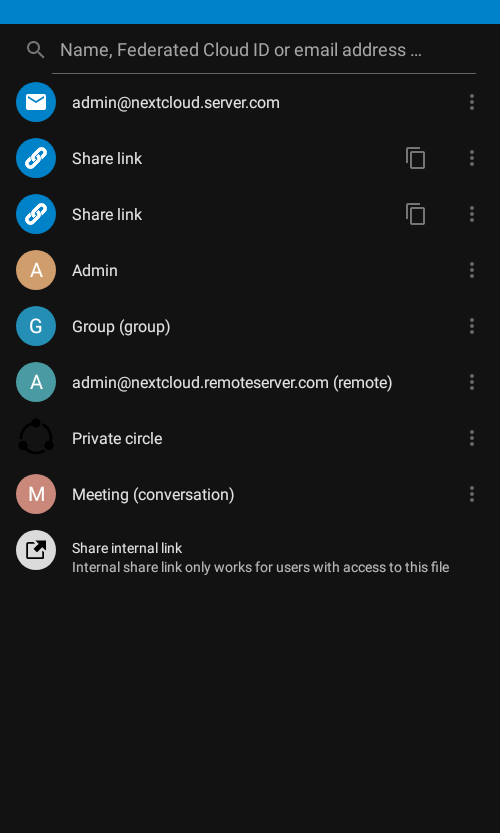 Name, Federated Cloud ID or email address …
admin@nextcloud.server.com
Share link
Share link
A Admin
G Group (group)
A admin@nextcloud.remoteserver.com (remote)
Private circle
M Meeting (conversation)
Share internal link
Internal share link only works for users with access to this file